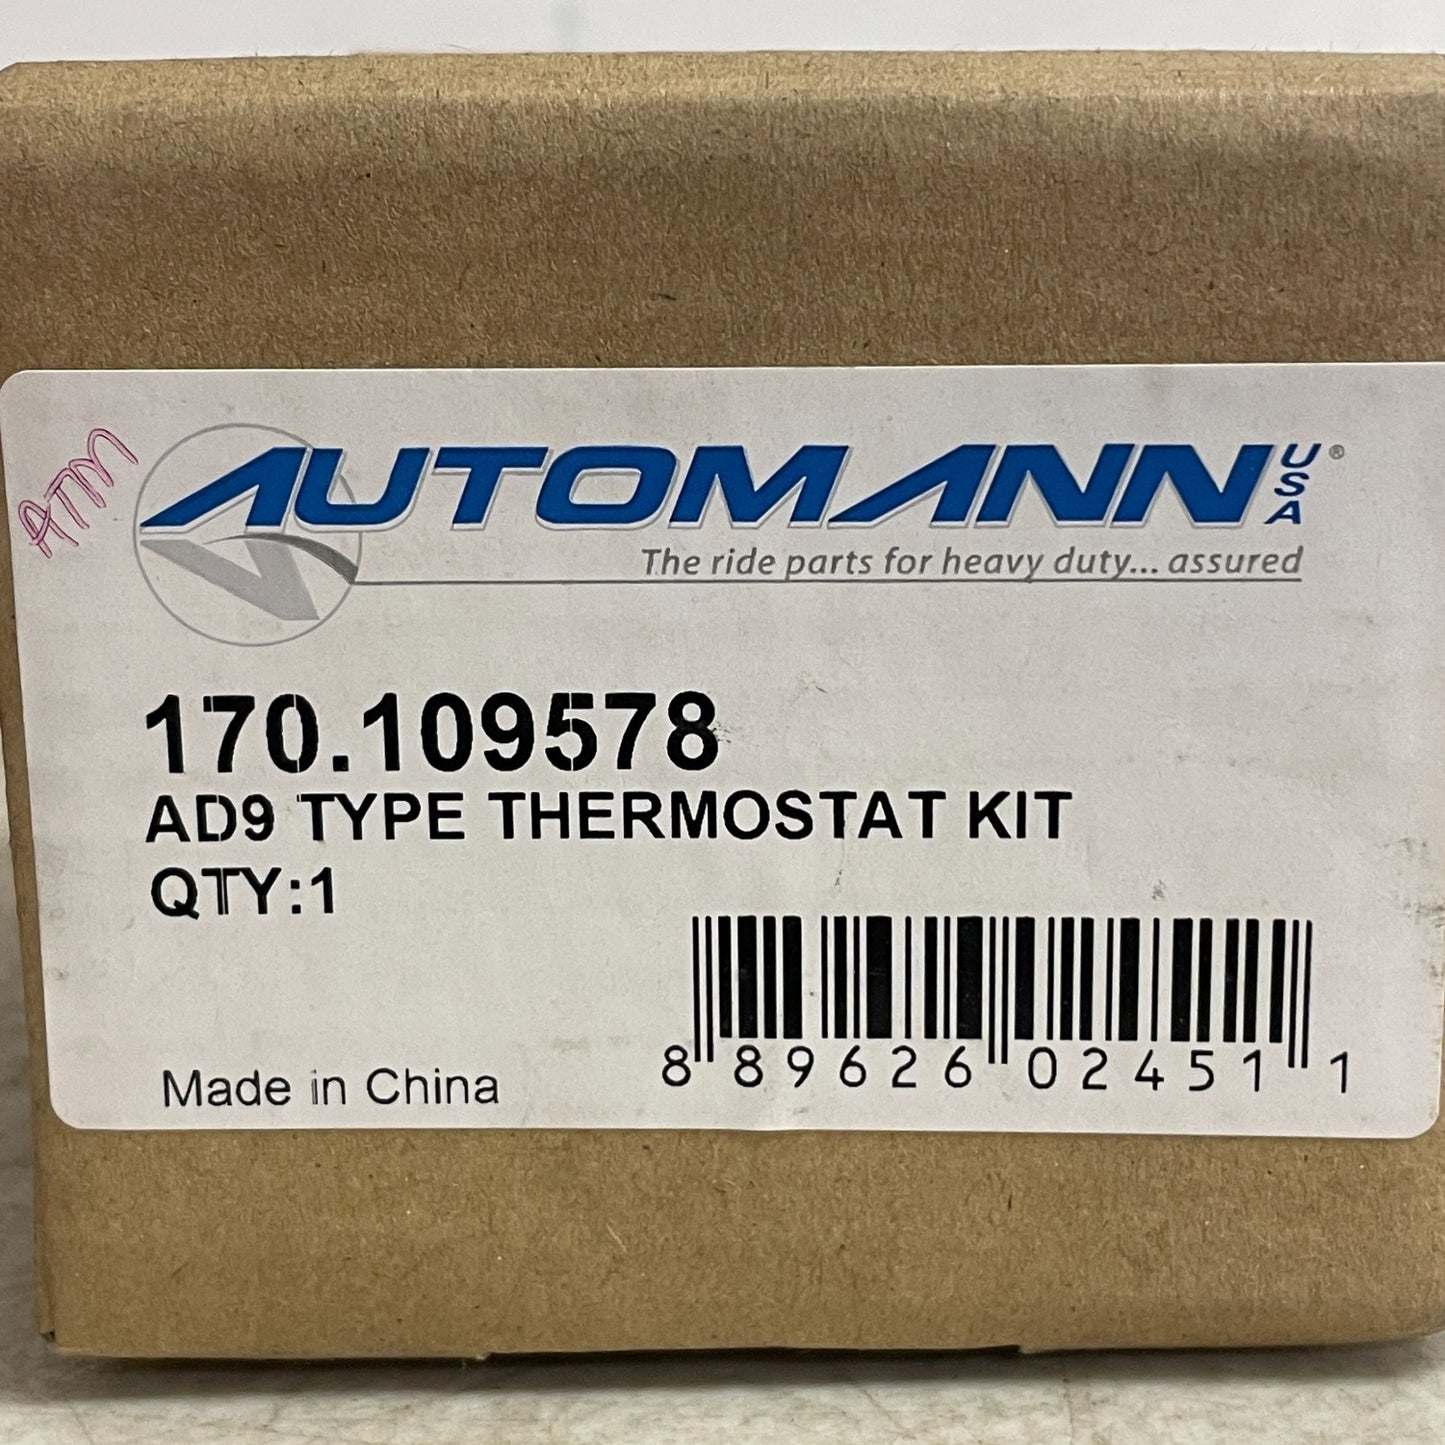 ATM
AUTOMANN USA®
The ride parts for heavy duty... assured
170.109578
AD9 TYPE THERMOSTAT KIT
QTY:1
Made in China
8 89626 02451 1